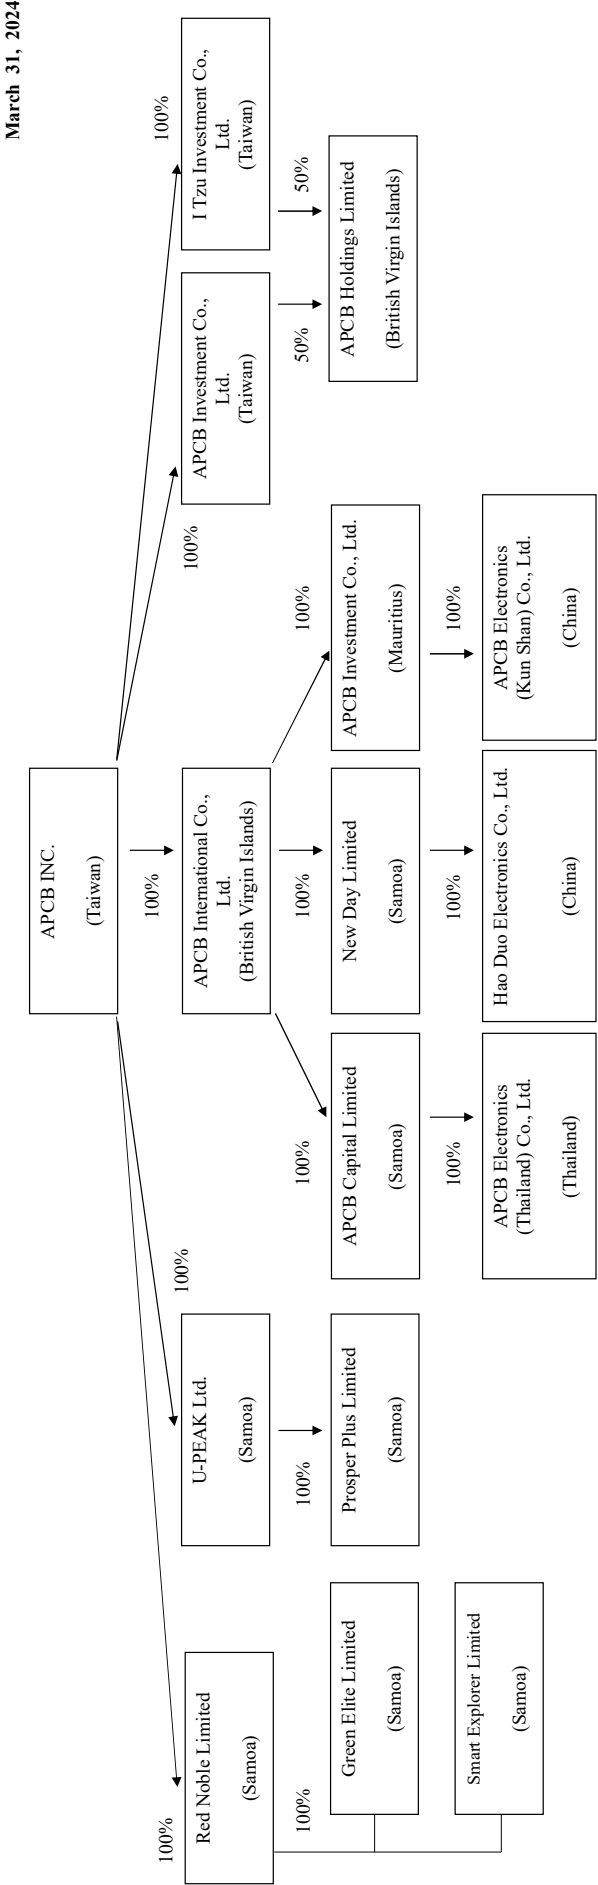 March 31, 2024
APCB INC.
(Taiwan)
100%
100%
100%
100%
100%
Red Noble Limited
(Samoa)
U-PEAK Ltd.
(Samoa)
APCB International Co.,
Ltd.
(British Virgin Islands)
APCB Investment Co.,
Ltd.
(Taiwan)
I Tzu Investment Co.,
Ltd.
(Taiwan)
100%
100%
100%
100%
100%
50%
50%
Green Elite Limited
(Samoa)
Prosper Plus Limited
(Samoa)
APCB Capital Limited
(Samoa)
New Day Limited
(Samoa)
APCB Investment Co., Ltd.
(Mauritius)
APCB Holdings Limited
(British Virgin Islands)
100%
100%
100%
Smart Explorer Limited
(Samoa)
APCB Electronics
(Thailand) Co., Ltd.
(Thailand)
Hao Duo Electronics Co., Ltd.
(China)
APCB Electronics
(Kun Shan) Co., Ltd.
(China)